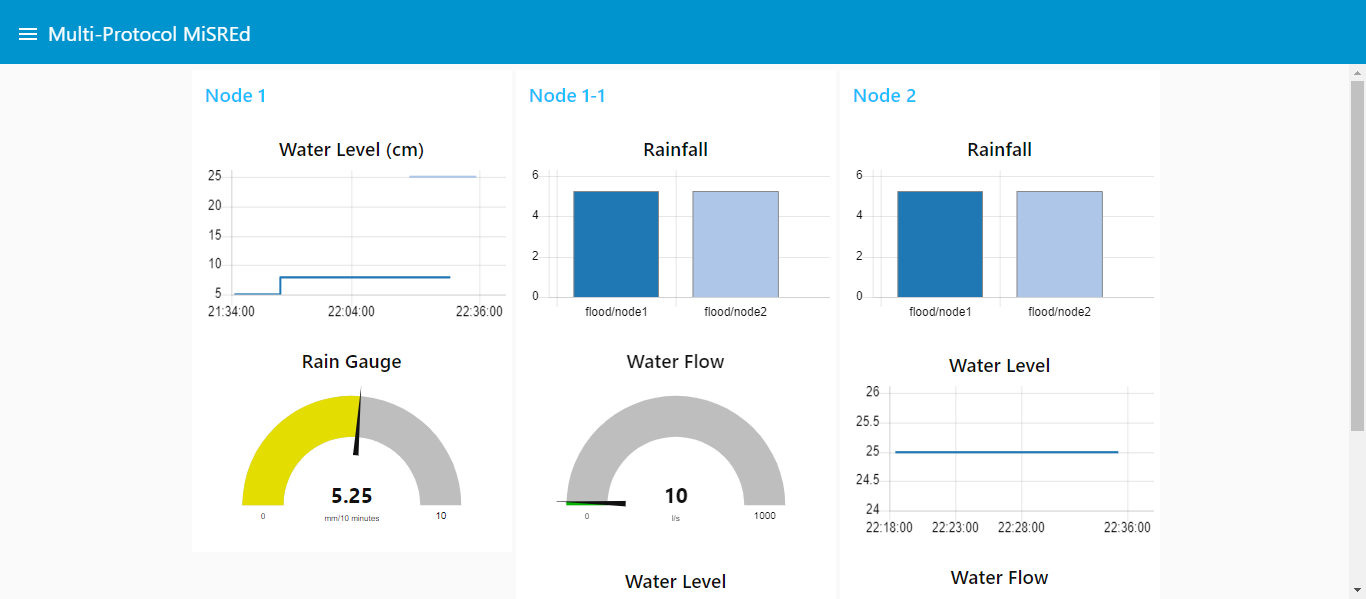 Multi-Protocol MiSREd
Node 1
Water Level (cm)
25
20
15
10
5
21:34:00 22:04:00 22:36:00
Rain Gauge
5.25
mm/10 minutes
0 10
Node 1-1
Rainfall
6
4
2
0
flood/node1 flood/node2
Water Flow
10
l/s
0 1000
Water Level
Node 2
Rainfall
6
4
2
0
flood/node1 flood/node2
Water Level
26
25.5
25
24.5
24
22:18:00 22:23:00 22:28:00 22:36:00
Water Flow